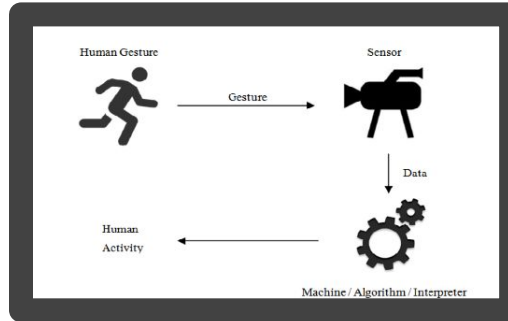 Human Gesture
Sensor
Gesture
Data
Human
Activity
Machine / Algorithm / Interpreter